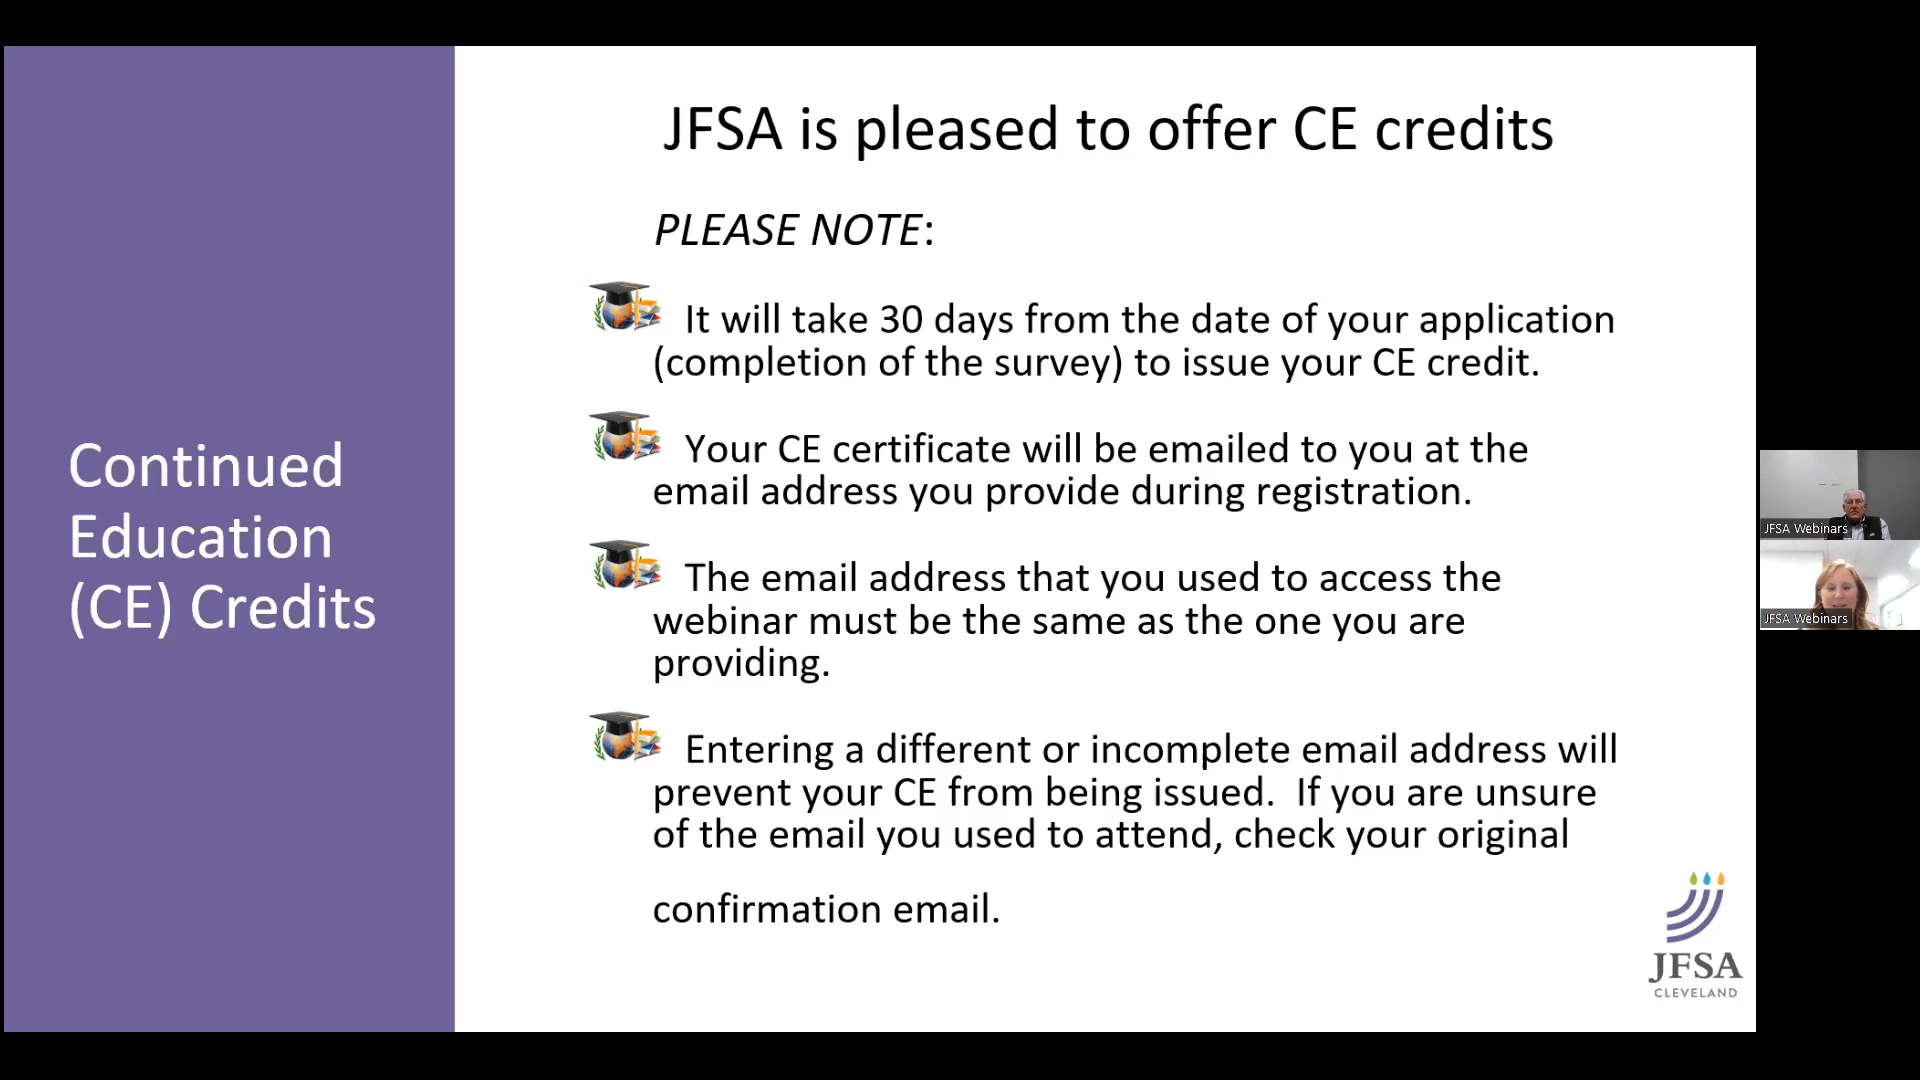 Continued
Education
(CE) Credits
JFSA is pleased to offer CE credits
PLEASE NOTE:
It will take 30 days from the date of your application
(completion of the survey) to issue your CE credit.
Your CE certificate will be emailed to you at the
email address you provide during registration.
The email address that you used to access the
webinar must be the same as the one you are
providing.
Entering a different or incomplete email address will
prevent your CE from being issued.  If you are unsure
of the email you used to attend, check your original
confirmation email.
JFSA
CLEVELAND
JFSA Webinars
JFSA Webinars